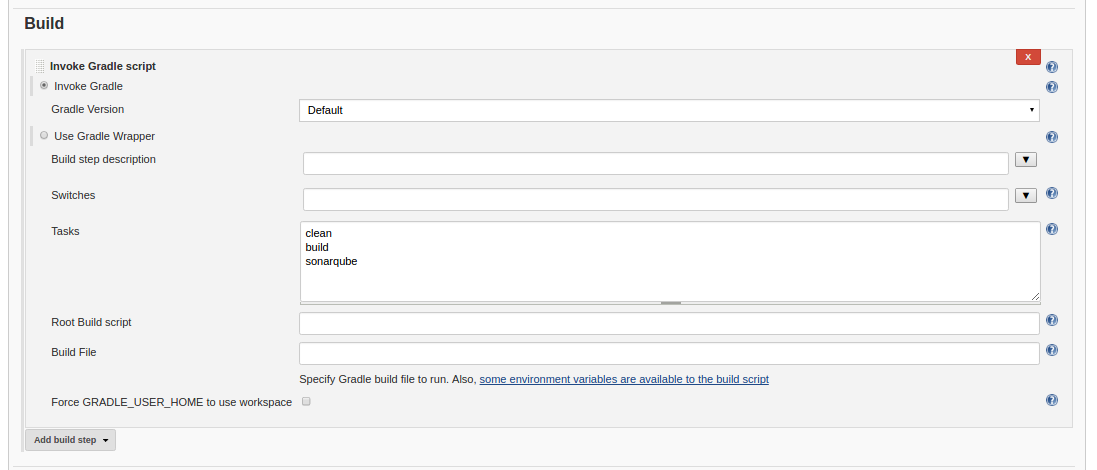 Build
Invoke Gradle script
X
Invoke Gradle
Gradle Version
Default
Use Gradle Wrapper
Build step description
Switches
Tasks
clean
build
sonarqube
Root Build script
Build File
Specify Gradle build file to run. Also, some environment variables are available to the build script
Force GRADLE_USER_HOME to use workspace
Add build step